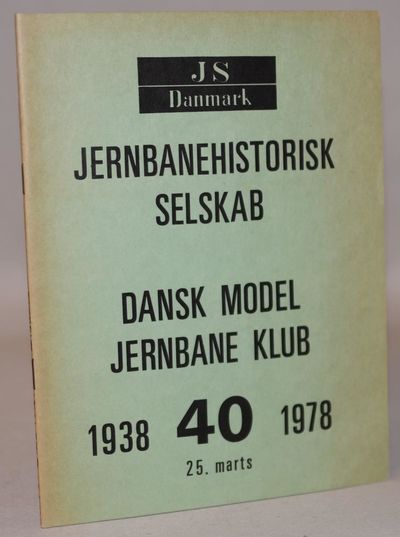 JS
Danmark
JERNBANEHISTORISK
SELSKAB
DANSK MODEL
JERNBANE KLUB
1938 40 1978
25. marts